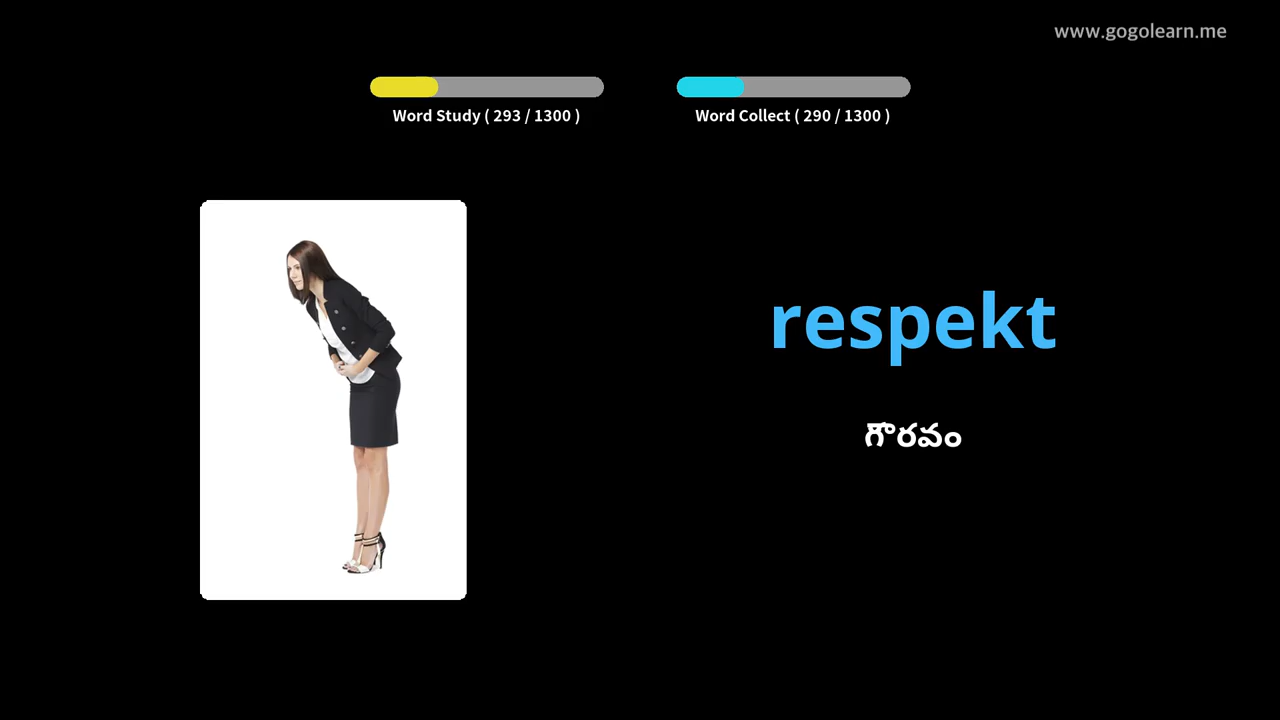 www.gogolearn.me
Word Study ( 293 / 1300 )
Word Collect ( 290 / 1300 )
respekt
గౌరవం